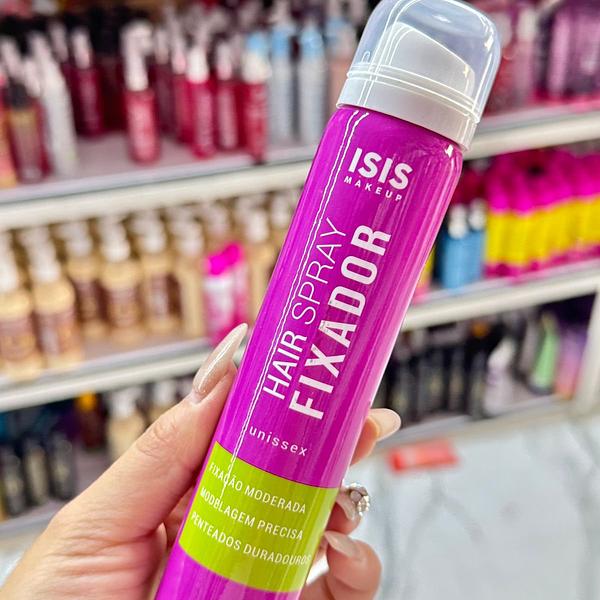 ISIS
MAKEUP
HAIR SPRAY
FIXADOR
unissex
FIXAÇÃO MODERADA
MODELAGEM PRECISA
PENTEADOS DURADOUROS